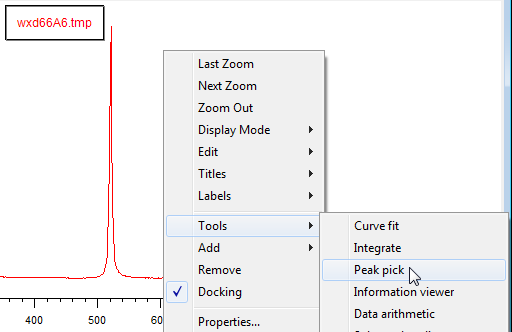 wxd66A6.tmp
Last Zoom
Next Zoom
Zoom Out
Display Mode
Edit
Titles
Labels
Tools
Add
Remove
Docking
Properties...
Curve fit
Integrate
Peak pick
Information viewer
Data arithmetic
400 500